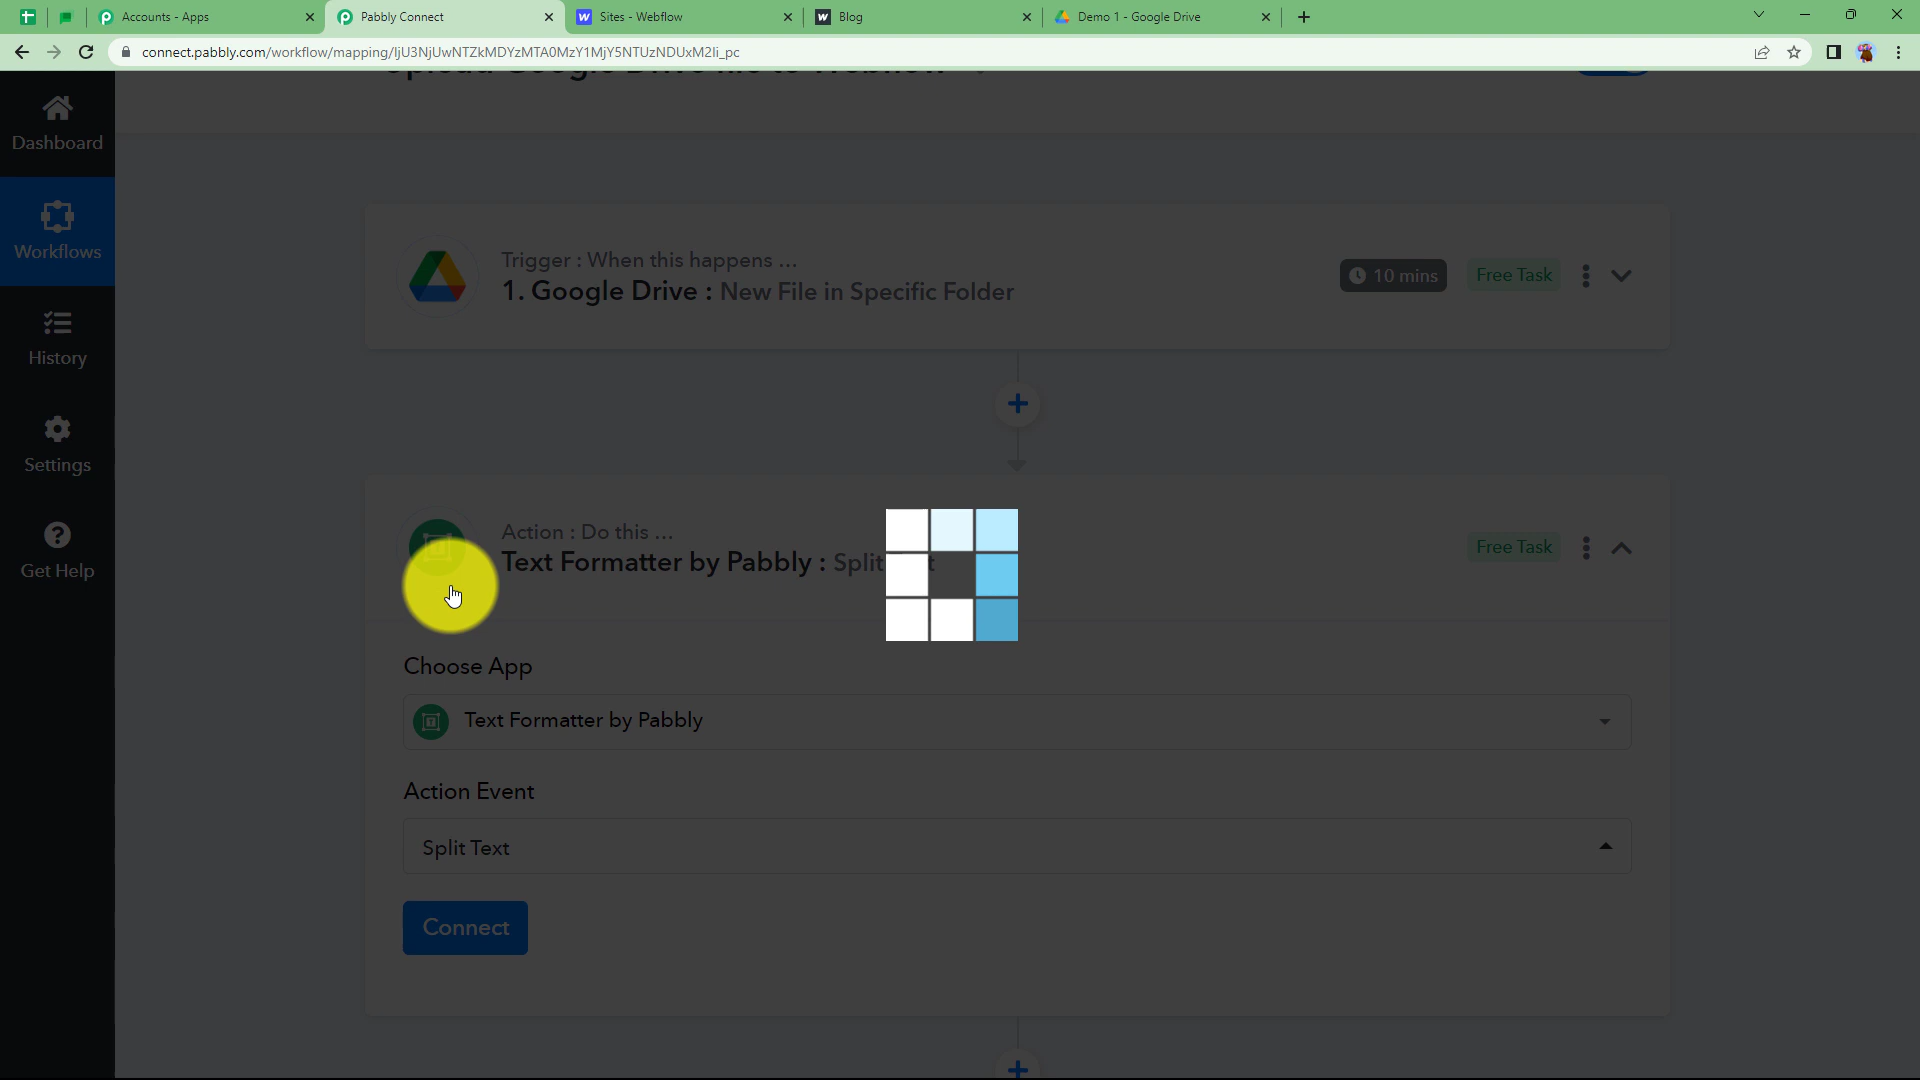 Accounts - Apps
Pabbly Connect
Sites - Webflow
Blog
Demo 1 - Google Drive
connect.pabbly.com/workflow/mapping/IjU3NjUwNTZkMDYzMTA0MzY1MjY5NTUzNDUxM2Ii_pc
Upload Google Drive file to Webflow
Dashboard
Workflows
History
Settings
Get Help
Trigger : When this happens ...
1. Google Drive : New File in Specific Folder
10 mins
Free Task
Action : Do this ...
Text Formatter by Pabbly : Split
Free Task
Choose App
Text Formatter by Pabbly
Action Event
Split Text
Connect